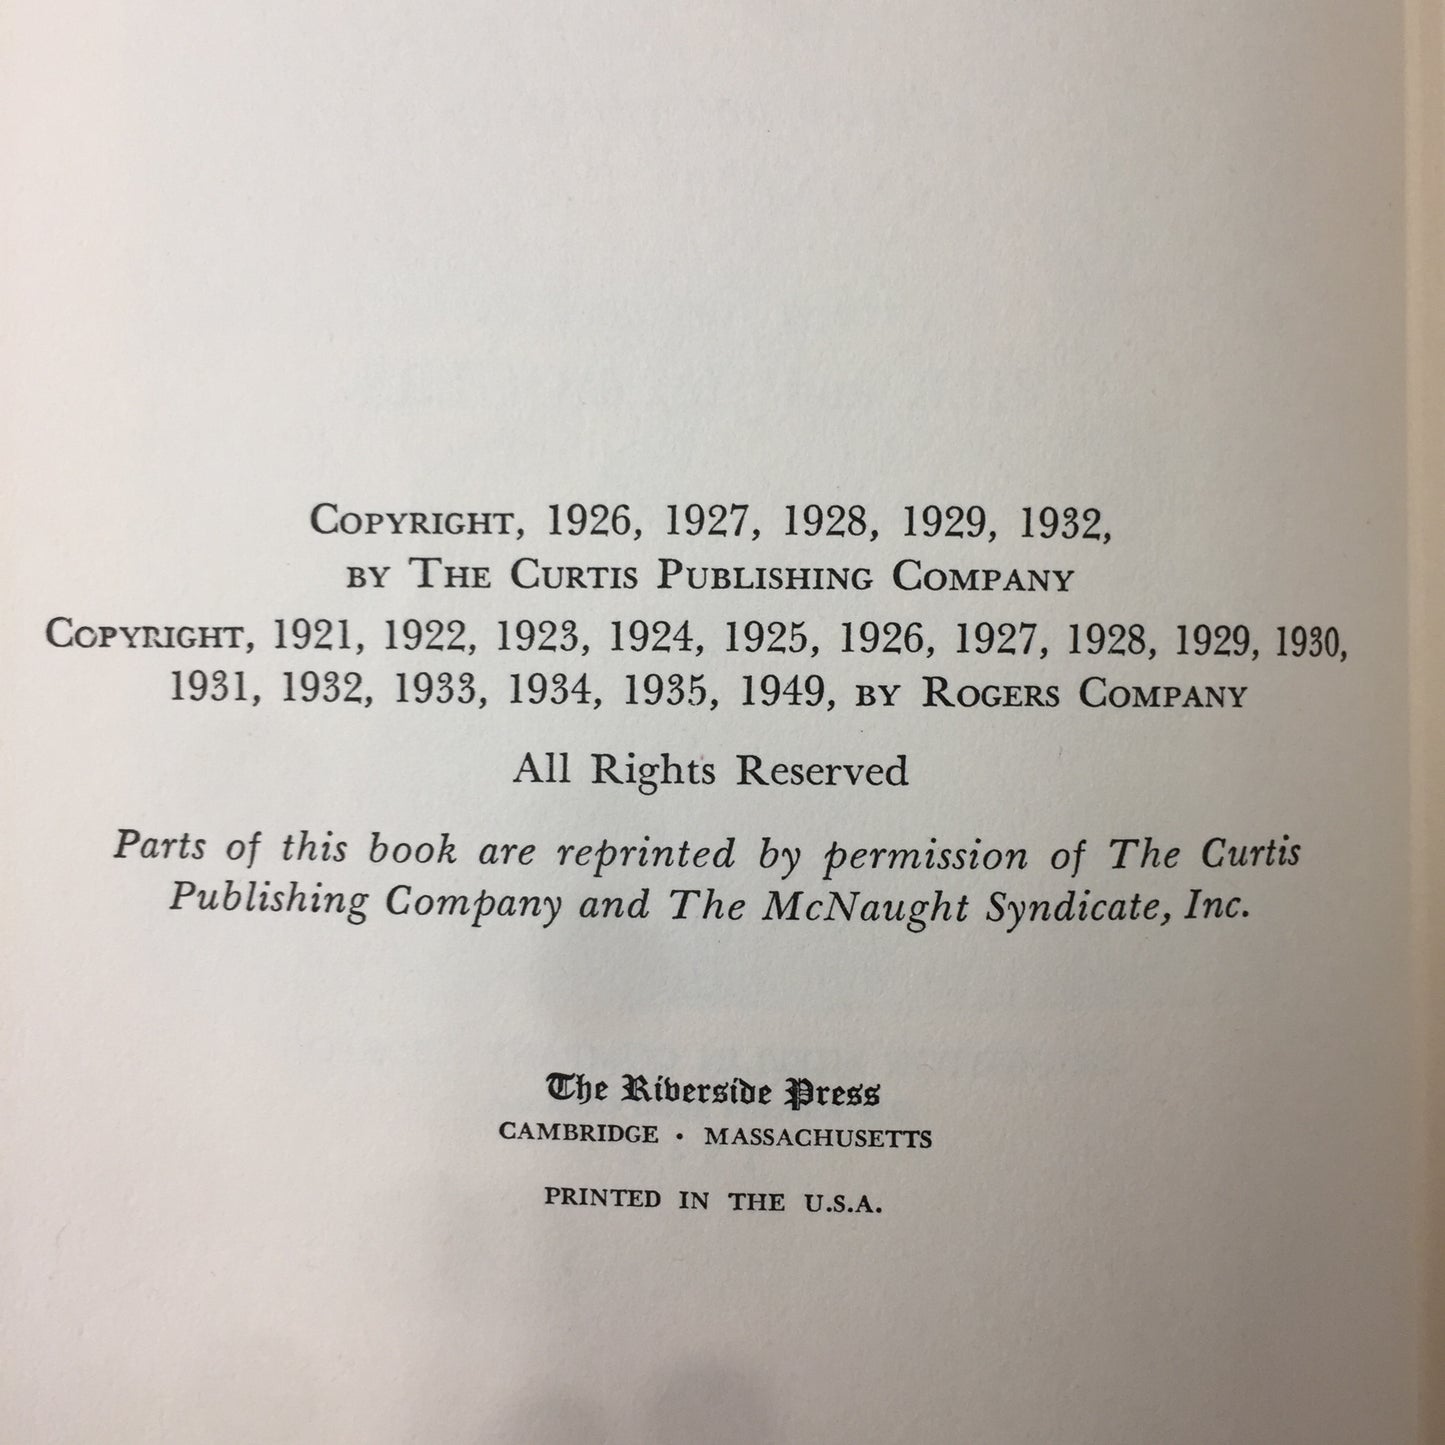 Copyright, 1926, 1927, 1928, 1929, 1932,
by The Curtis Publishing Company
Copyright, 1921, 1922, 1923, 1924, 1925, 1926, 1927, 1928, 1929, 1930,
1931, 1932, 1933, 1934, 1935, 1949, by Rogers Company
All Rights Reserved
Parts of this book are reprinted by permission of The Curtis
Publishing Company and The McNaught Syndicate, Inc.
The Riverside Press
CAMBRIDGE · MASSACHUSETTS
PRINTED IN THE U.S.A.